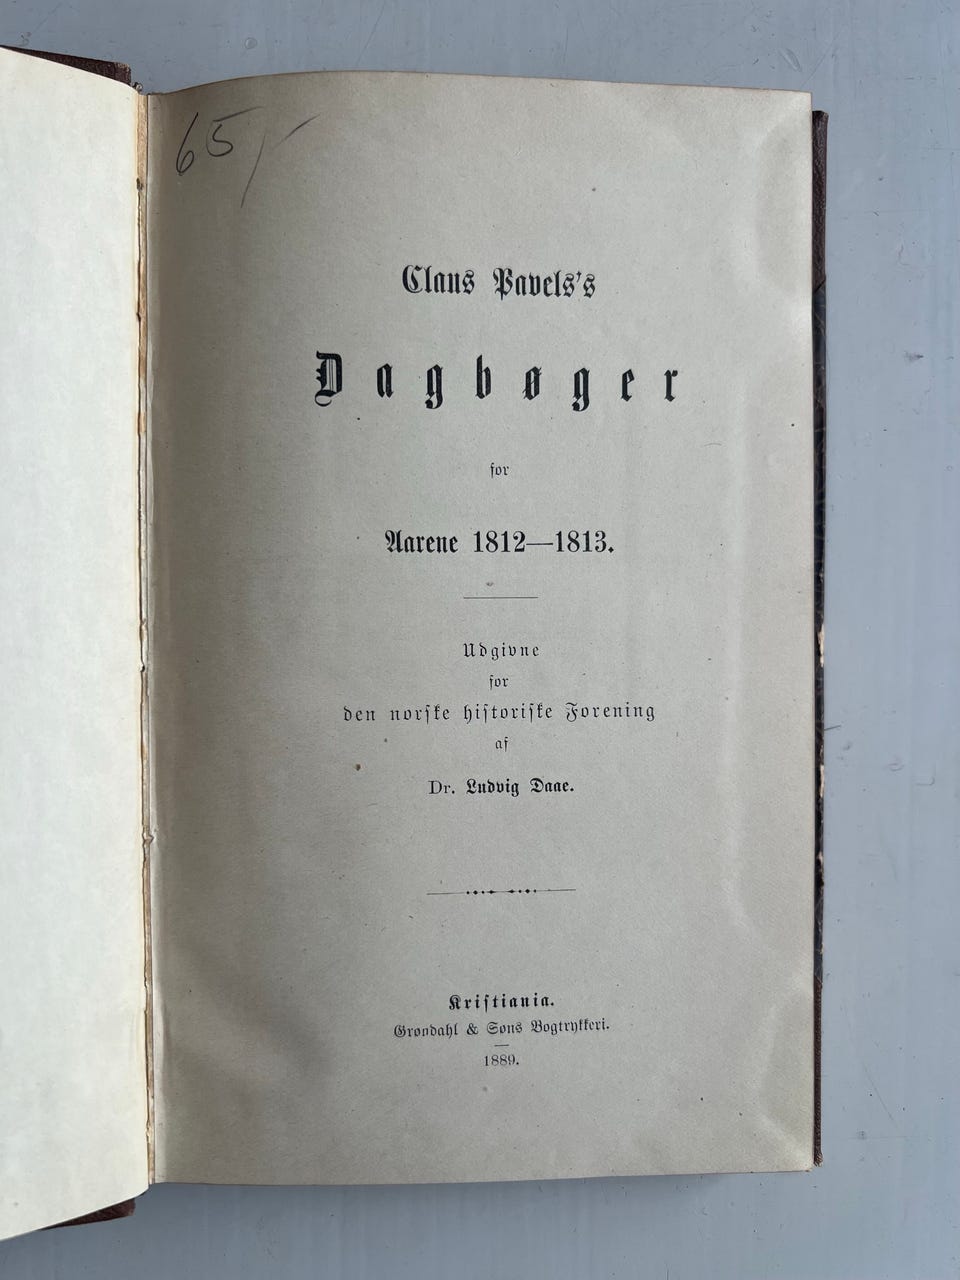 65,-
Claus Pavels's
Dagbøger
for
Aarene 1812—1813.
Udgivne
for
den norske historiske Forening
af
Dr. Ludvig Daae.
Kristiania.
Grøndahl & Søns Bogtrykkeri.
1889.